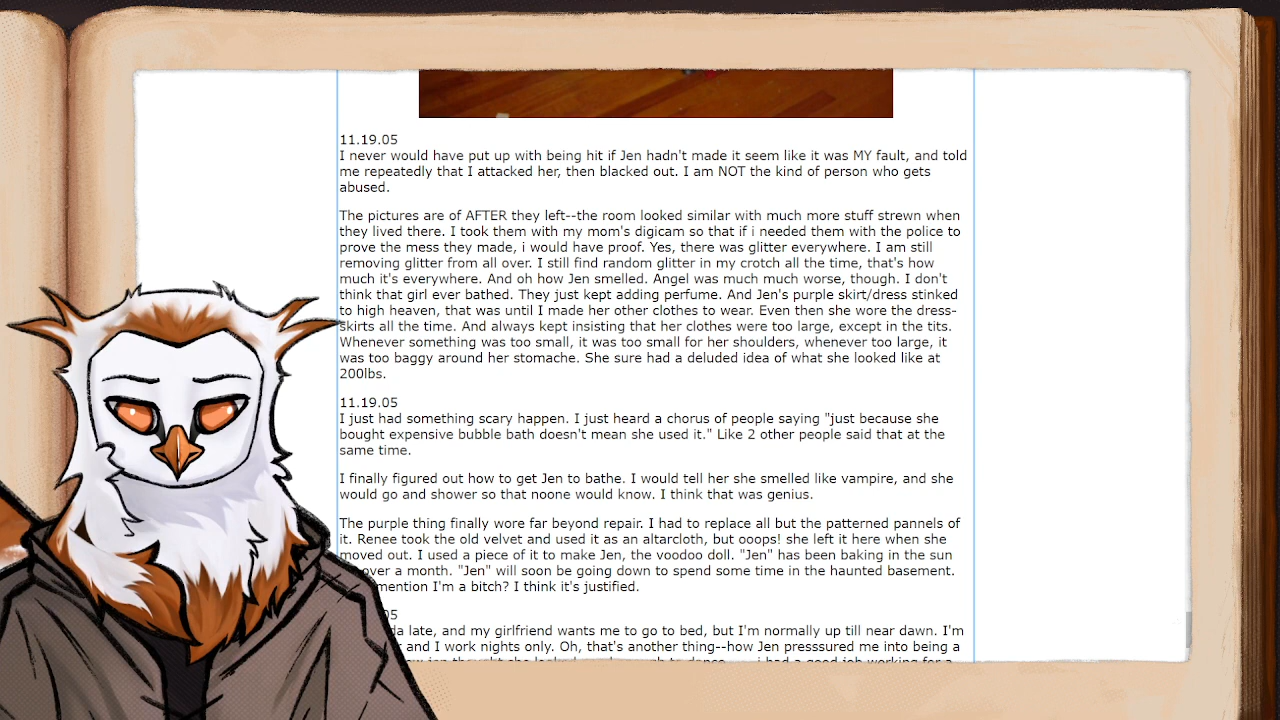 11.19.05
I never would have put up with being hit if Jen hadn't made it seem like it was MY fault, and told
me repeatedly that I attacked her, then blacked out. I am NOT the kind of person who gets
abused.
The pictures are of AFTER they left--the room looked similar with much more stuff strewn when
they lived there. I took them with my mom's digicam so that if i needed them with the police to
prove the mess they made, i would have proof. Yes, there was glitter everywhere. I am still
removing glitter from all over. I still find random glitter in my crotch all the time, that's how
much it's everywhere. And oh how Jen smelled. Angel was much much worse, though. I don't
think that girl ever bathed. They just kept adding perfume. And Jen's purple skirt/dress stinked
to high heaven, that was until I made her other clothes to wear. Even then she wore the dress-
skirts all the time. And always kept insisting that her clothes were too large, except in the tits.
Whenever something was too small, it was too small for her shoulders, whenever too large, it
was too baggy around her stomache. She sure had a deluded idea of what she looked like at
200lbs.
11.19.05
I just had something scary happen. I just heard a chorus of people saying "just because she
bought expensive bubble bath doesn't mean she used it." Like 2 other people said that at the
same time.
I finally figured out how to get Jen to bathe. I would tell her she smelled like vampire, and she
would go and shower so that noone would know. I think that was genius.
The purple thing finally wore far beyond repair. I had to replace all but the patterned pannels of
it. Renee took the old velvet and used it as an altarcloth, but ooops! she left it here when she
moved out. I used a piece of it to make Jen, the voodoo doll. "Jen" has been baking in the sun
over a month. "Jen" will soon be going down to spend some time in the haunted basement.
mention I'm a bitch? I think it's justified.
05
late, and my girlfriend wants me to go to bed, but I'm normally up till near dawn. I'm
and I work nights only. Oh, that's another thing--how Jen presssured me into being a